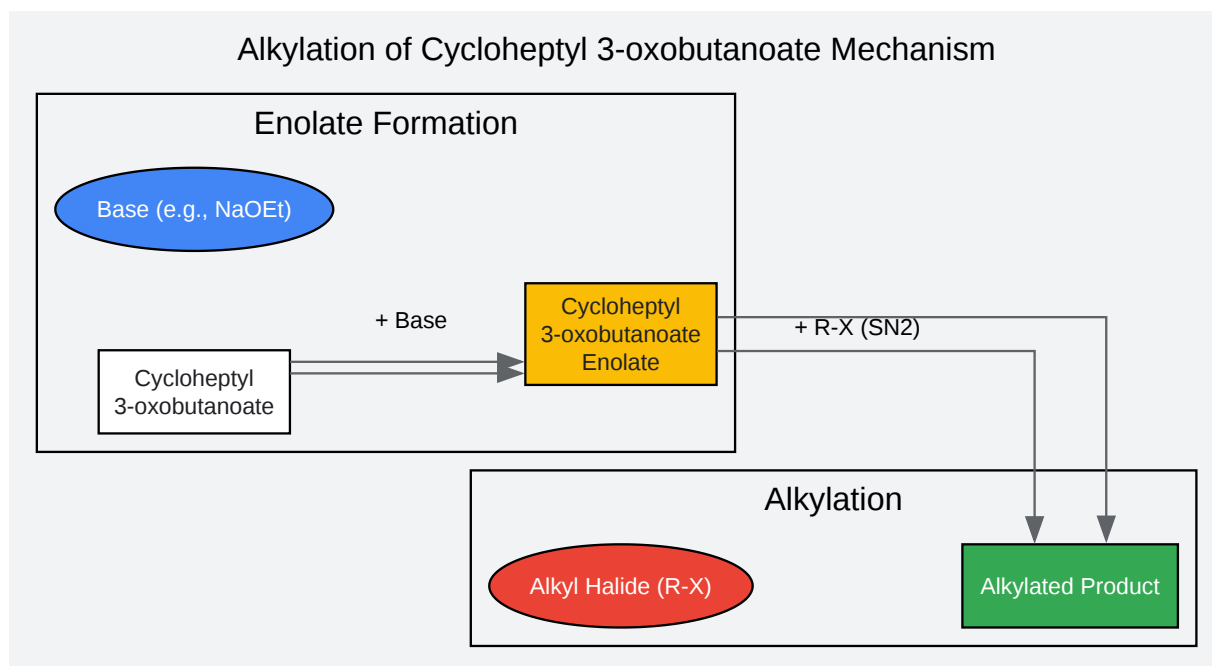 Alkylation of Cycloheptyl 3-oxobutanoate Mechanism
Enolate Formation
Base (e.g., NaOEt)
+ Base
Cycloheptyl
3-oxobutanoate
Cycloheptyl
3-oxobutanoate
Enolate
+ R-X (SN2)
Alkylation
Alkyl Halide (R-X)
Alkylated Product